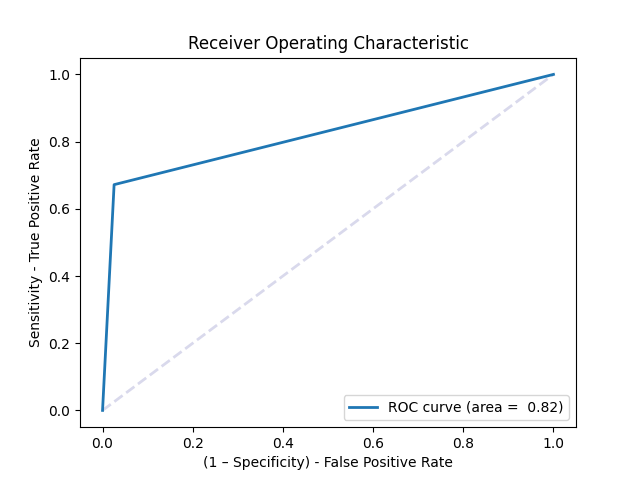 Receiver Operating Characteristic
Sensitivity - True Positive Rate
1.0
0.8
0.6
0.4
0.2
0.0
ROC curve (area =  0.82)
0.0 0.2 0.4 0.6 0.8 1.0
(1 – Specificity) - False Positive Rate